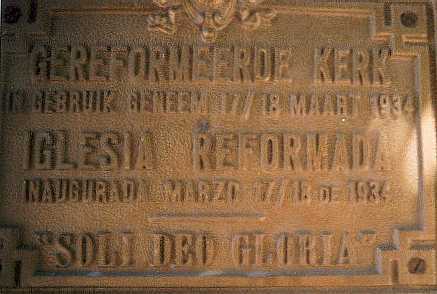 GEREFORMEERDE KERK
IN GEBRUIK GENEEM 17/18 MAART 1934
IGLESIA REFORMADA
INAUGURADA MARZO 17/18 DE 1934
"SOLI DEO GLORIA"